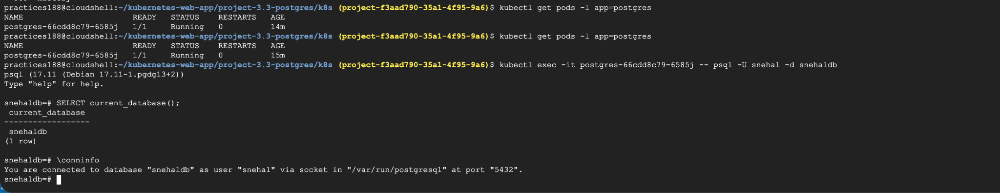 practices188@cloudshell:~/kubernetes-web-app/project-3.3-postgres/k8s (project-f3aad790-35a1-4f95-9a6)$ kubectl get pods -l app=postgres
NAME                       READY   STATUS    RESTARTS   AGE
postgres-66cdd8c79-6585j   1/1     Running   0          14m
practices188@cloudshell:~/kubernetes-web-app/project-3.3-postgres/k8s (project-f3aad790-35a1-4f95-9a6)$ kubectl get pods -l app=postgres
NAME                       READY   STATUS    RESTARTS   AGE
postgres-66cdd8c79-6585j   1/1     Running   0          15m
practices188@cloudshell:~/kubernetes-web-app/project-3.3-postgres/k8s (project-f3aad790-35a1-4f95-9a6)$ kubectl exec -it postgres-66cdd8c79-6585j -- psql -U snehal -d snehaldb
psql (17.11 (Debian 17.11-1.pgdg13+2))
Type "help" for help.

snehaldb=# SELECT current_database();
 current_database
------------------
 snehaldb
(1 row)

snehaldb=# \conninfo
You are connected to database "snehaldb" as user "snehal" via socket in "/var/run/postgresql" at port "5432".
snehaldb=#